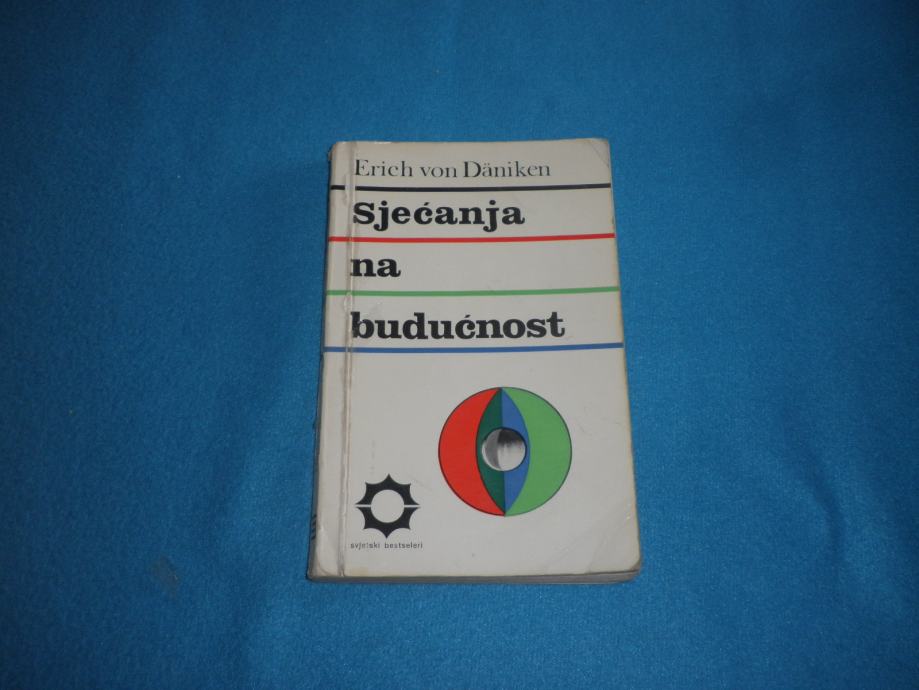 Erich von Däniken
Sjećanja
na
budućnost
svjetski bestseleri